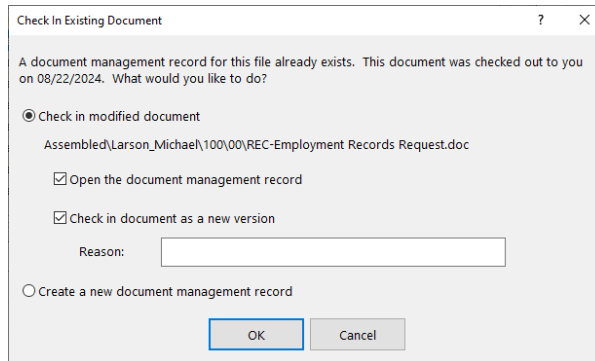 Check In Existing Document
A document management record for this file already exists.  This document was checked out to you
on 08/22/2024.  What would you like to do?
Check in modified document
Assembled\Larson_Michael\100\00\REC-Employment Records Request.doc
Open the document management record
Check in document as a new version
Reason:
Create a new document management record
OK
Cancel